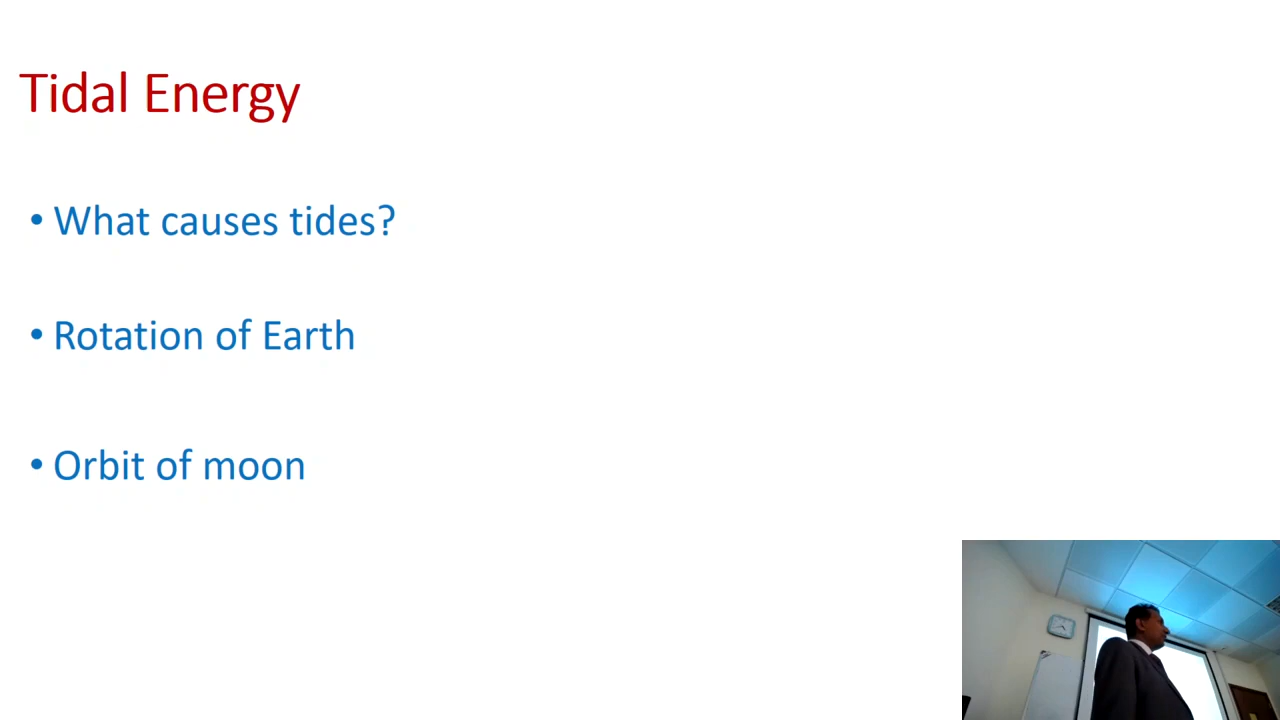 Tidal Energy
• What causes tides?
• Rotation of Earth
• Orbit of moon